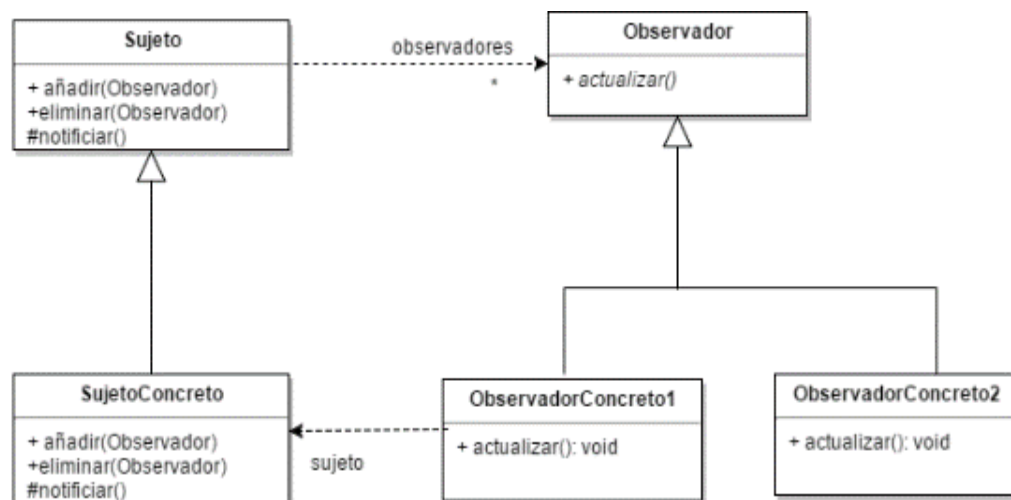 Sujeto
+ añadir(Observador)
+eliminar(Observador)
#notificiar()
observadores
*
Observador
+ actualizar()
SujetoConcreto
+ añadir(Observador)
+eliminar(Observador)
#notificiar()
sujeto
ObservadorConcreto1
+ actualizar(): void
ObservadorConcreto2
+ actualizar(): void